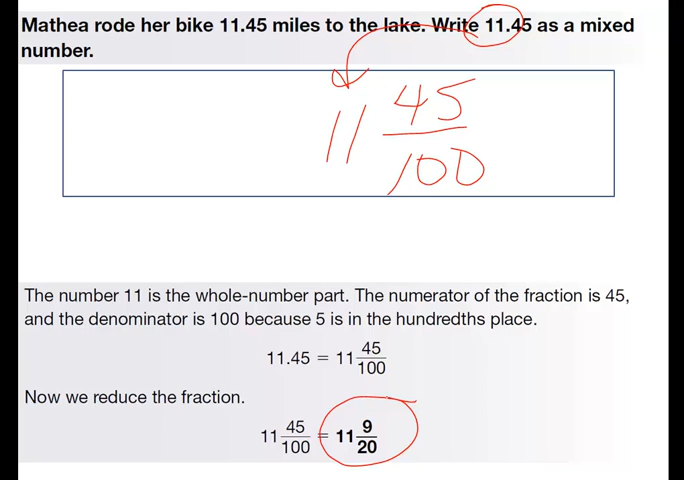 Mathea rode her bike 11.45 miles to the lake. Write 11.45 as a mixed
number.
11 45/100
The number 11 is the whole-number part. The numerator of the fraction is 45,
and the denominator is 100 because 5 is in the hundredths place.
11.45 = 11 45/100
Now we reduce the fraction.
11 45/100 = 11 9/20